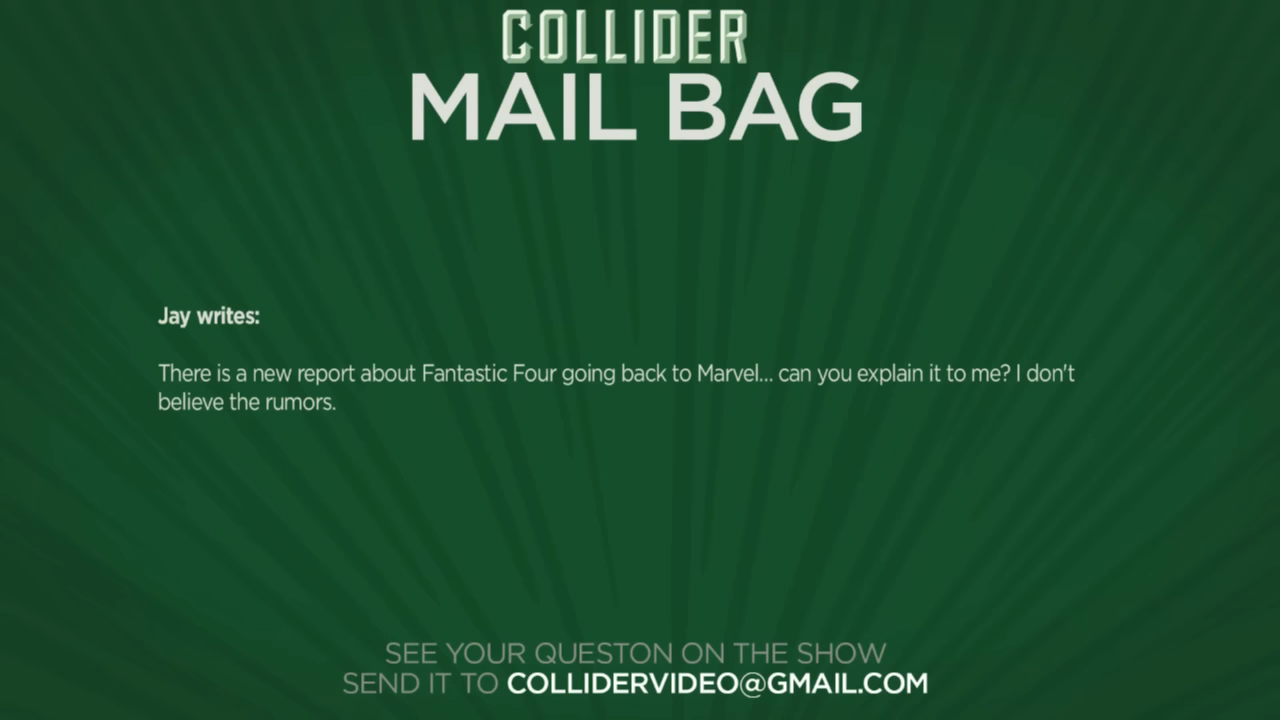 COLLIDER
MAIL BAG
Jay writes:
There is a new report about Fantastic Four going back to Marvel... can you explain it to me? I don't
believe the rumors.
SEE YOUR QUESTON ON THE SHOW
SEND IT TO COLLIDERVIDEO@GMAIL.COM